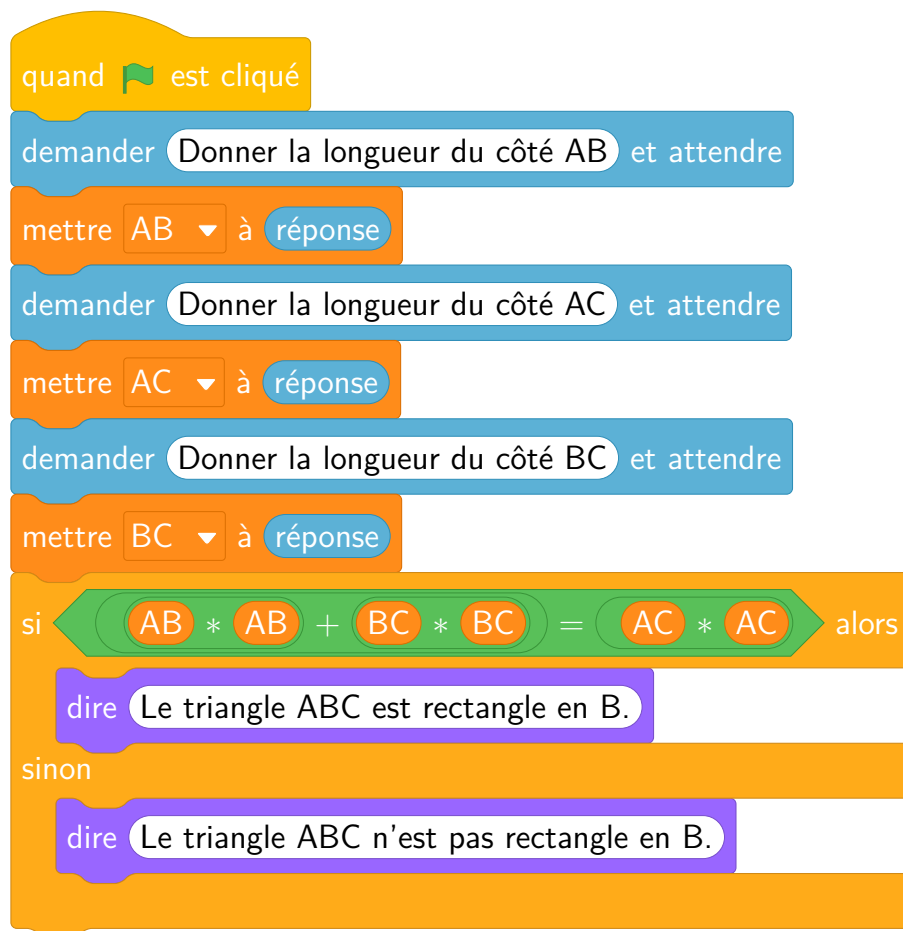 quand est cliqué
demander Donner la longueur du côté AB et attendre
mettre AB à réponse
demander Donner la longueur du côté AC et attendre
mettre AC à réponse
demander Donner la longueur du côté BC et attendre
mettre BC à réponse
si AB * AB + BC * BC = AC * AC alors
dire Le triangle ABC est rectangle en B.
sinon
dire Le triangle ABC n'est pas rectangle en B.